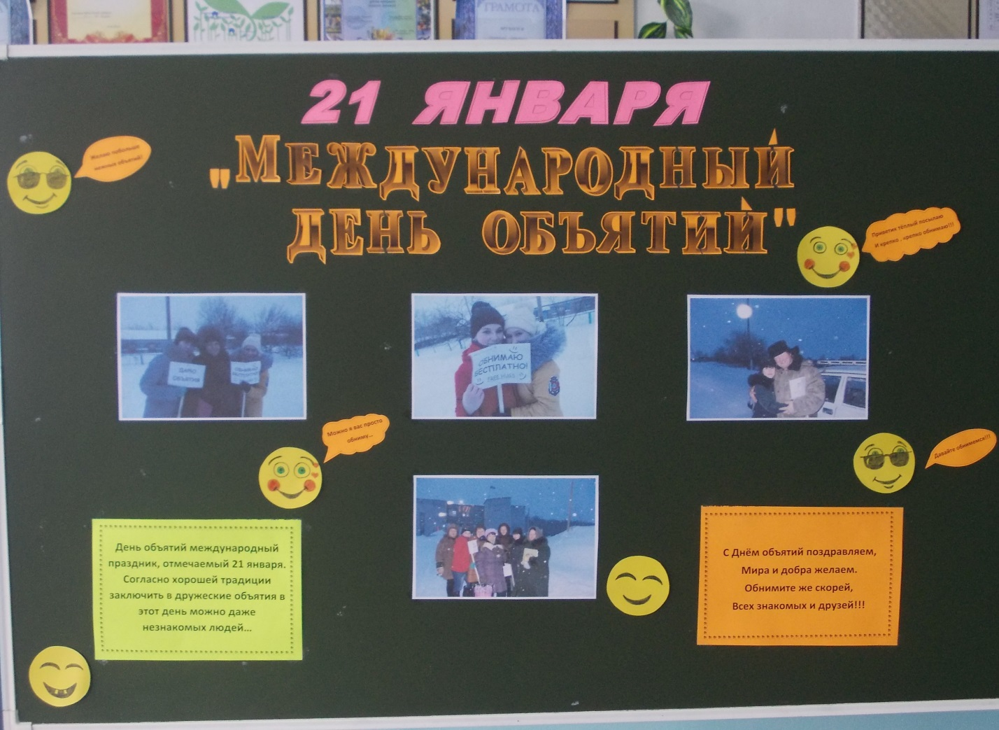 ГРАМОТА
21 ЯНВАРЯ
"МЕЖДУНАРОДНЫЙ
ДЕНЬ ОБЪЯТИЙ"
Желаю побольше
нежных объятий!
Приветик тёплый посылаю
И крепко , крепко обнимаю!!!
ДАРЮ
ОБЪЯТИЯ
ОБНИМАЮ
БЕСПЛАТНО!
FREE HUGS
Можно я вас просто
обниму...
Давайте обнимемся!!!
День объятий международный
праздник, отмечаемый 21 января.
Согласно хорошей традиции
заключить в дружеские объятия в
этот день можно даже
незнакомых людей...
С Днём объятий поздравляем,
Мира и добра желаем.
Обнимите же скорей,
Всех знакомых и друзей!!!